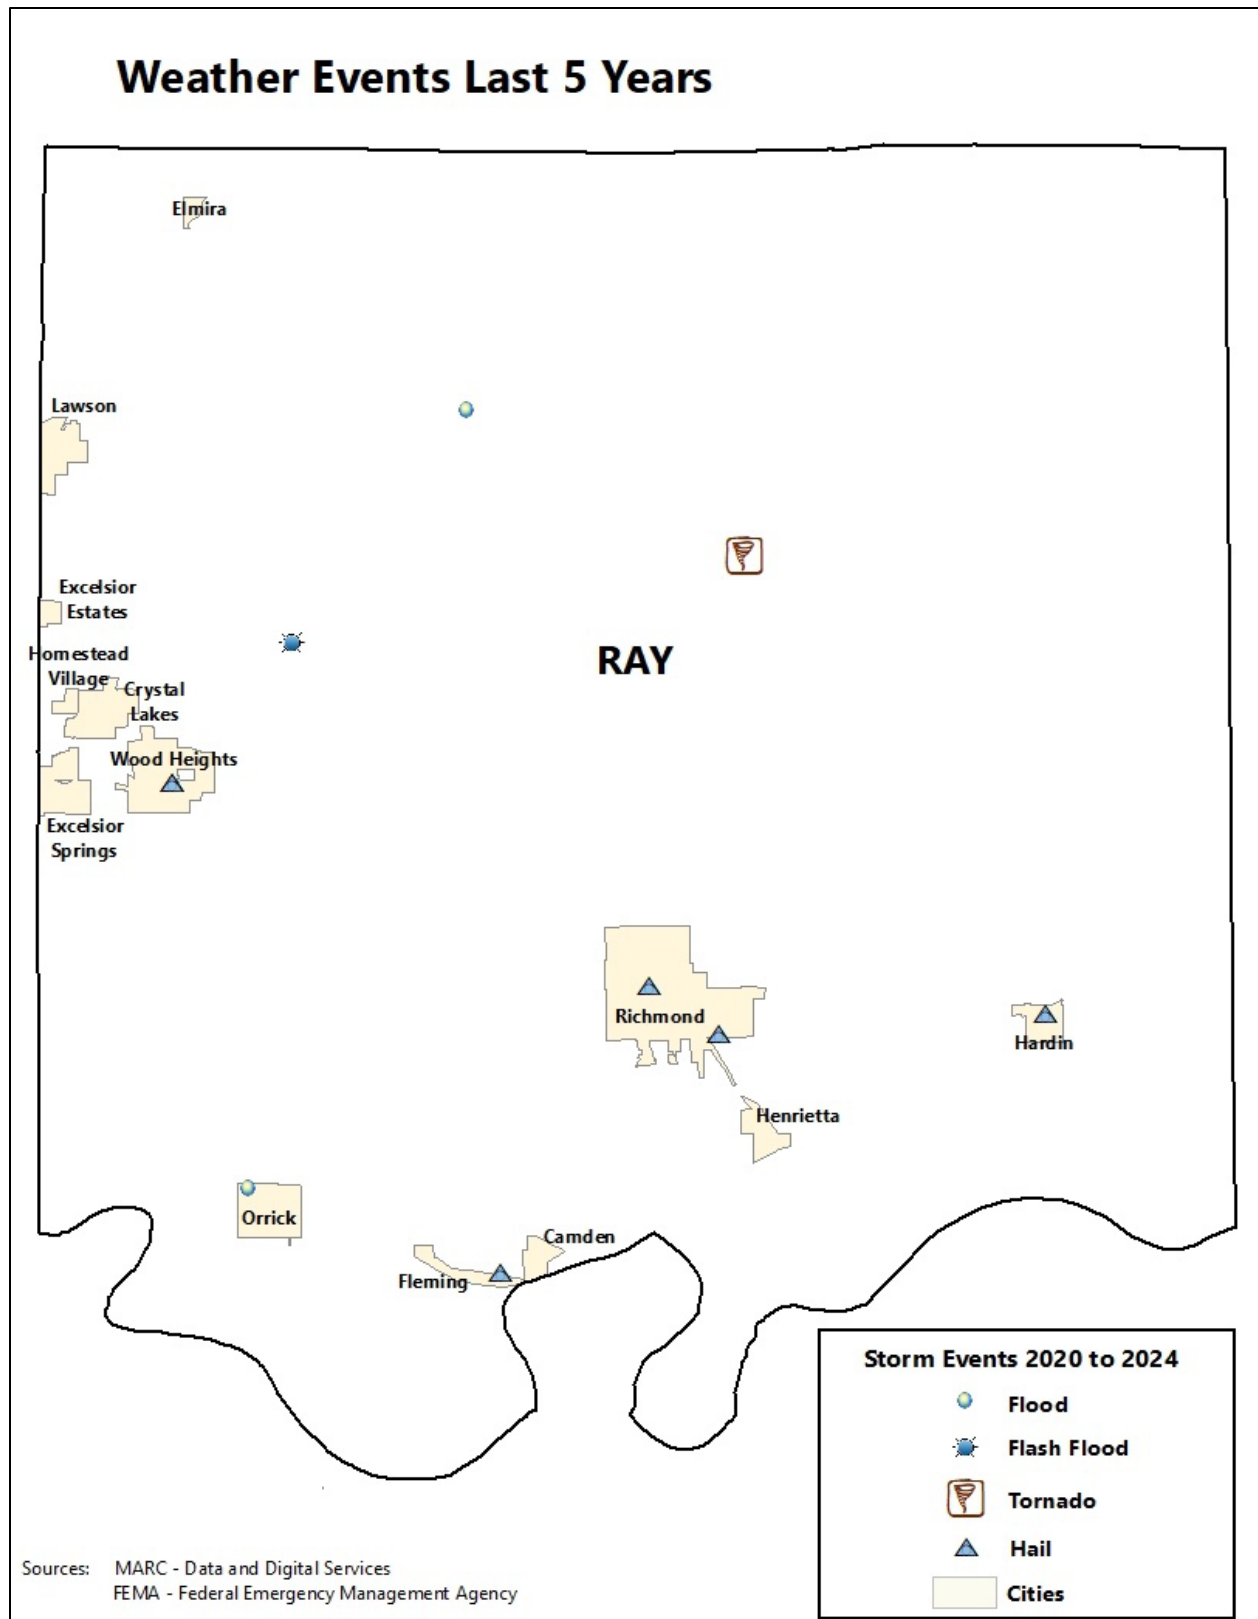 Weather Events Last 5 Years
Elmira
Lawson
Excelsior
Estates
Homestead
Village
Crystal
Lakes
RAY
Wood Heights
Excelsior
Springs
Richmond
Hardin
Henrietta
Orrick
Camden
Fleming
Storm Events 2020 to 2024
Flood
Flash Flood
Tornado
Hail
Cities
Sources: MARC - Data and Digital Services
FEMA - Federal Emergency Management Agency